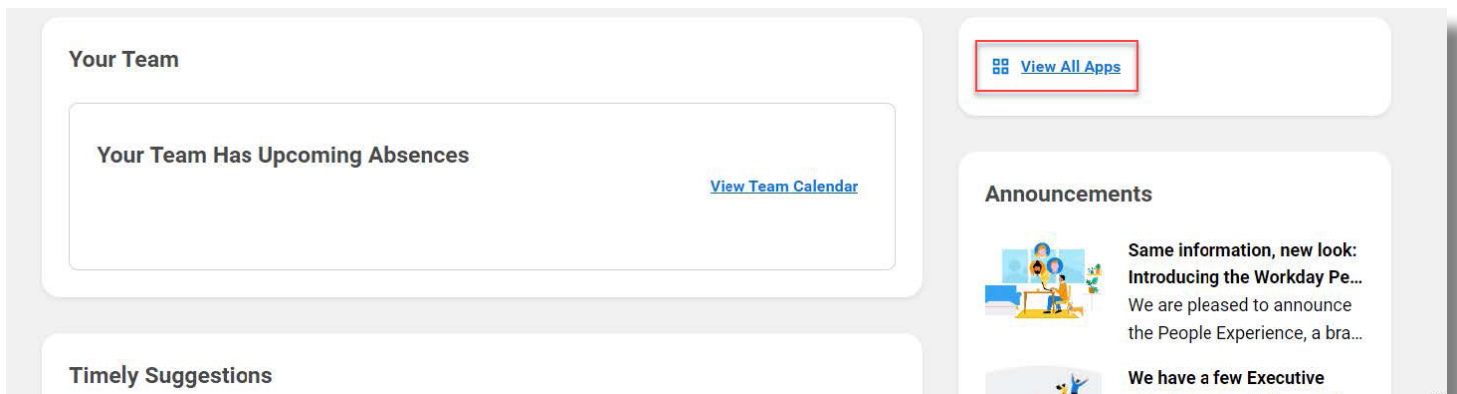 Your Team
Your Team Has Upcoming Absences
View Team Calendar
Timely Suggestions
View All Apps
Announcements
Same information, new look:
Introducing the Workday Pe...
We are pleased to announce
the People Experience, a bra...
We have a few Executive